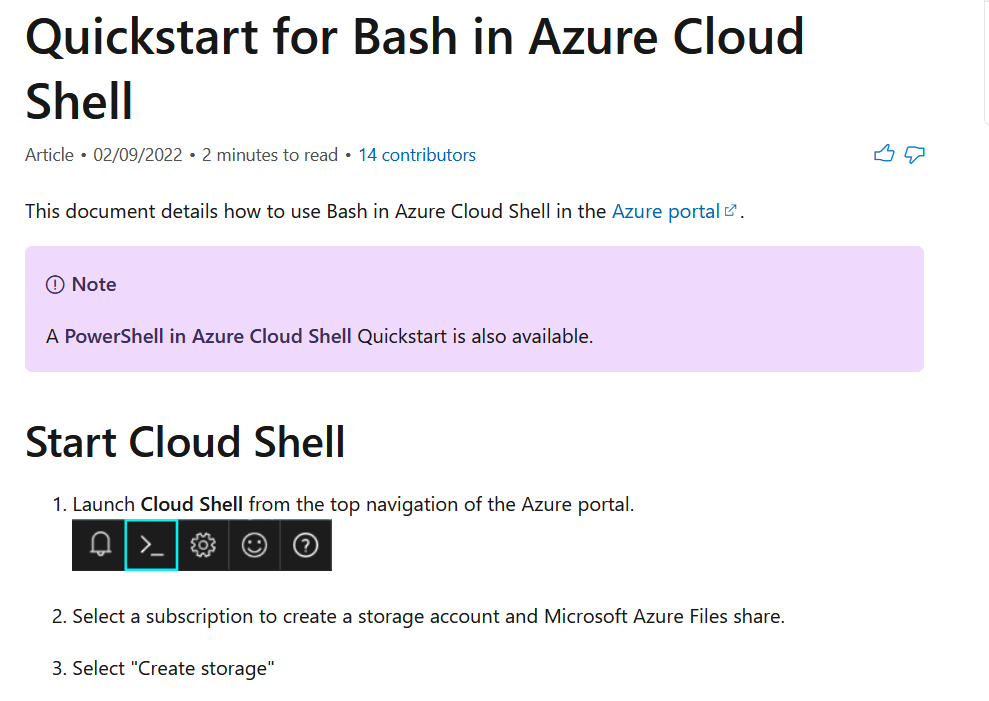 Quickstart for Bash in Azure Cloud
Shell
Article • 02/09/2022 • 2 minutes to read • 14 contributors
This document details how to use Bash in Azure Cloud Shell in the Azure portal.
Note
A PowerShell in Azure Cloud Shell Quickstart is also available.
Start Cloud Shell
1. Launch Cloud Shell from the top navigation of the Azure portal.
2. Select a subscription to create a storage account and Microsoft Azure Files share.
3. Select "Create storage"